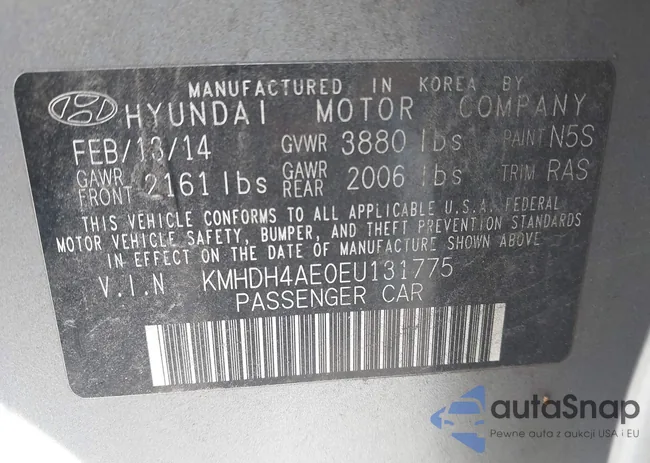 MANUFACTURED IN KOREA BY
HYUNDAI MOTOR COMPANY
FEB/13/14 GVWR 3880 lbs PAINT N5S
GAWR FRONT 2161 lbs GAWR REAR 2006 lbs TRIM RAS
THIS VEHICLE CONFORMS TO ALL APPLICABLE U.S.A. FEDERAL
MOTOR VEHICLE SAFETY, BUMPER, AND THEFT PREVENTION STANDARDS
IN EFFECT ON THE DATE OF MANUFACTURE SHOWN ABOVE.
V.I.N KMHDH4AE0EU131775
PASSENGER CAR
autaSnap
Pewne auta z aukcji USA i EU